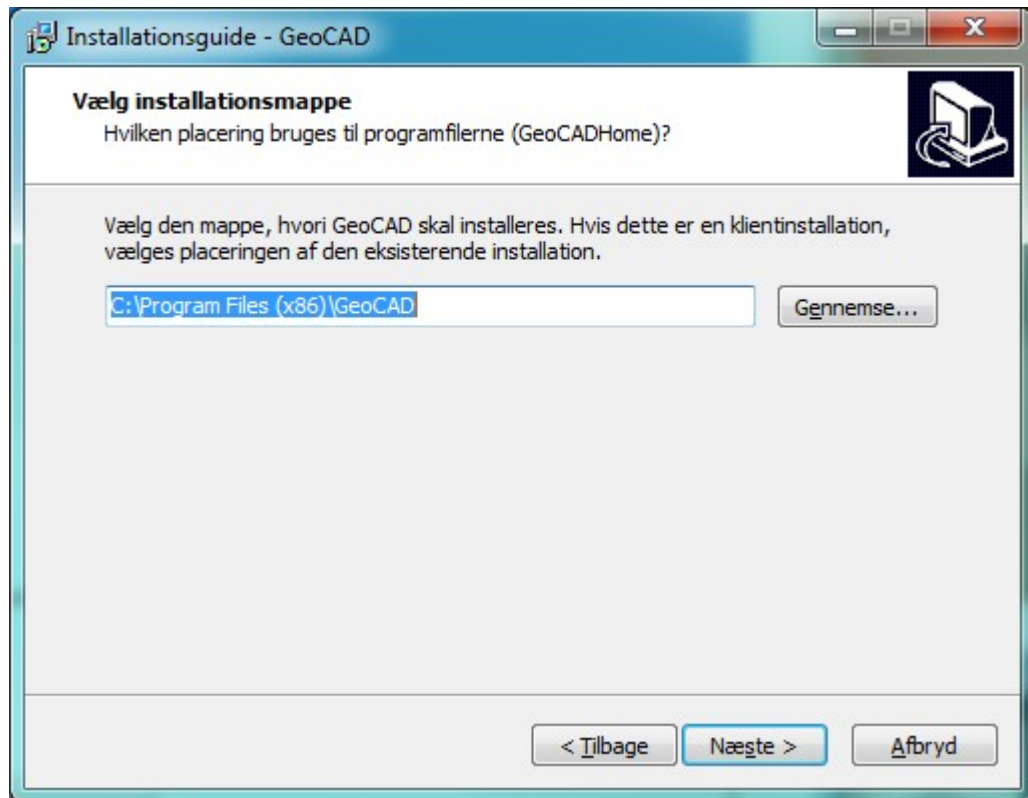 Installationsguide - GeoCAD
Vælg installationsmappe
Hvilken placering bruges til programfilerne (GeoCADHome)?
Vælg den mappe, hvori GeoCAD skal installeres. Hvis dette er en klientinstallation,
vælges placeringen af den eksisterende installation.
C:\Program Files (x86)\GeoCAD
Gennemse...
< Tilbage
Næste >
Afbryd